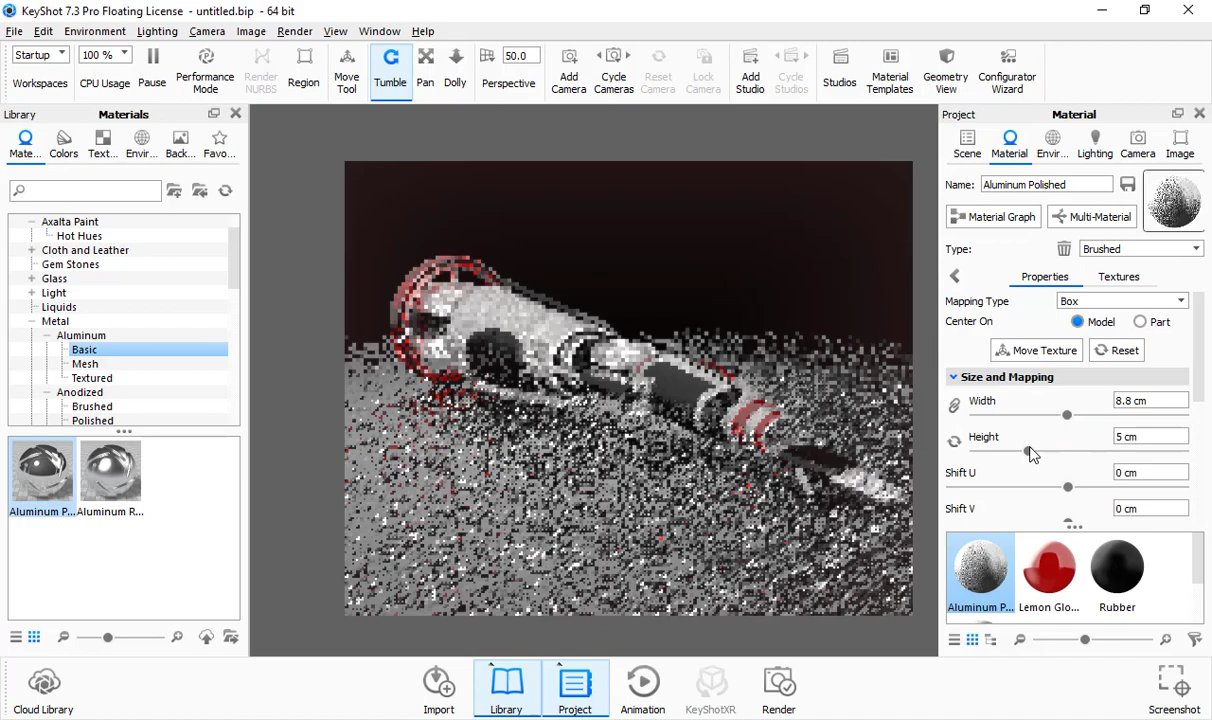 KeyShot 7.3 Pro Floating License - untitled.bip - 64 bit
File Edit Environment Lighting Camera Image Render View Window Help
Startup 100 % 50.0
Workspaces CPU Usage Pause Performance Mode Render NURBS Region Move Tool Tumble Pan Dolly Perspective Add Camera Cycle Cameras Reset Camera Lock Camera Add Studio Cycle Studios Studios Material Templates Geometry View Configurator Wizard
Library Materials
Mate... Colors Text... Envir... Back... Favo...
Axalta Paint
Hot Hues
Cloth and Leather
Gem Stones
Glass
Light
Liquids
Metal
Aluminum
Basic
Mesh
Textured
Anodized
Brushed
Polished
Aluminum P... Aluminum R...
Project Material
Scene Material Envir... Lighting Camera Image
Name: Aluminum Polished
Material Graph Multi-Material
Type: Brushed
Properties Textures
Mapping Type Box
Center On Model Part
Move Texture Reset
Size and Mapping
Width 8.8 cm
Height 5 cm
Shift U 0 cm
Shift V 0 cm
Aluminum P... Lemon Glo... Rubber
Cloud Library Import Library Project Animation KeyShotXR Render Screenshot